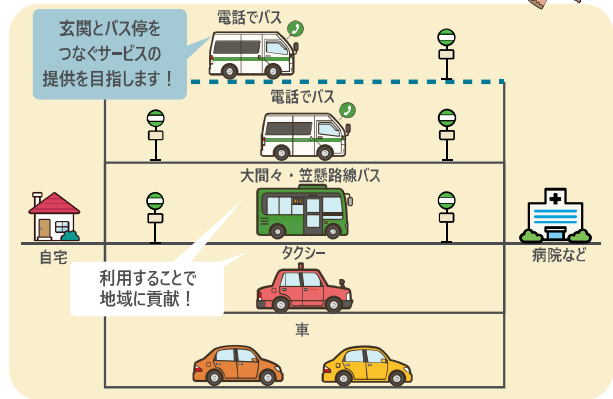 電話でバス
玄関とバス停を
つなぐサービスの
提供を目指します！
電話でバス
大間々・笠懸路線バス
自宅
病院など
タクシー
利用することで
地域に貢献！
車